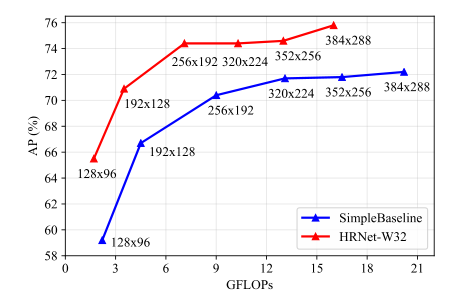 76
74
72
70
68
66
64
62
60
58
AP (%)
384x288
256x192 320x224 352x256
192x128
384x288
320x224 352x256
256x192
192x128
128x96
128x96
SimpleBaseline
HRNet-W32
0 3 6 9 12 15 18 21
GFLOPs